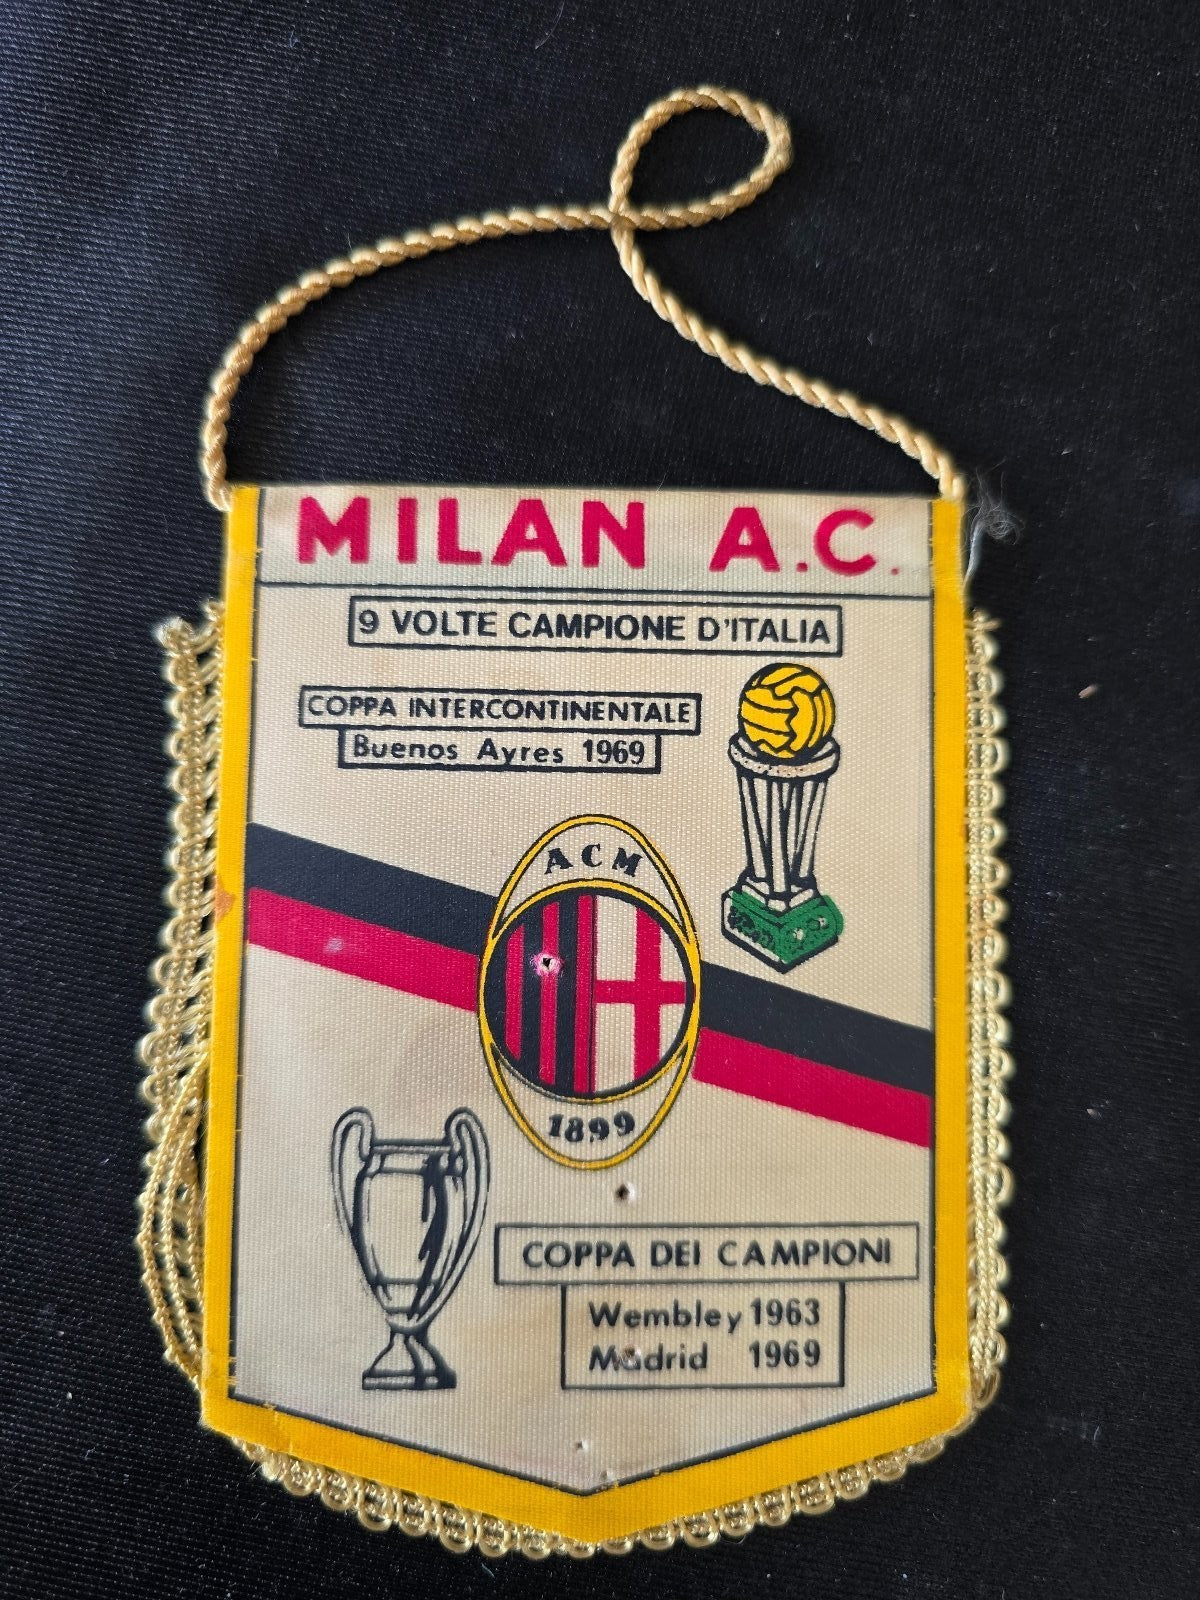 MILAN A.C.
9 VOLTE CAMPIONE D'ITALIA
COPPA INTERCONTINENTALE
Buenos Ayres 1969
ACM
1899
COPPA DEI CAMPIONI
Wembley 1963
Madrid 1969